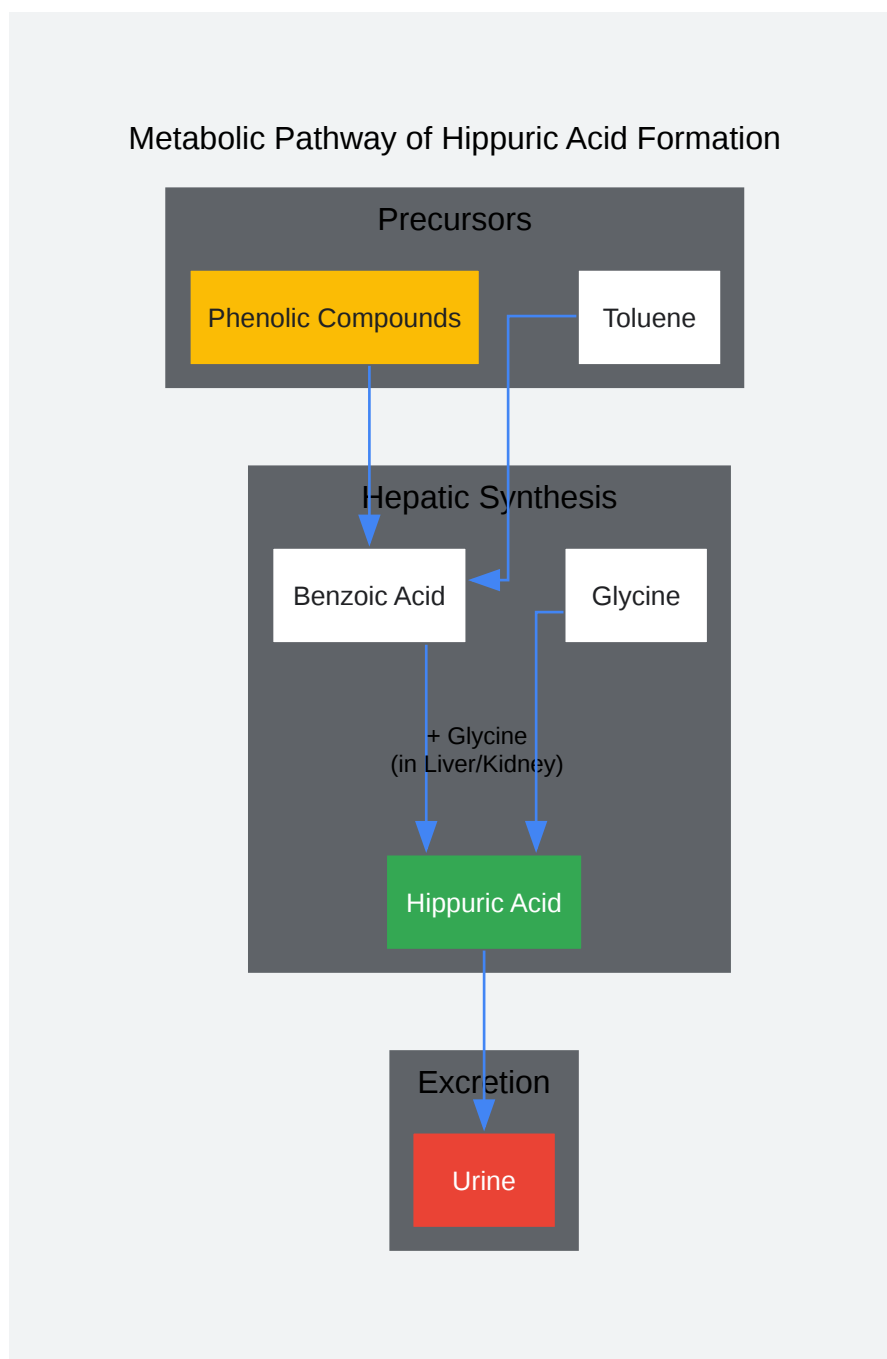 Metabolic Pathway of Hippuric Acid Formation
Precursors
Phenolic Compounds
Toluene
Hepatic Synthesis
Benzoic Acid
Glycine
+ Glycine
(in Liver/Kidney)
Hippuric Acid
Excretion
Urine